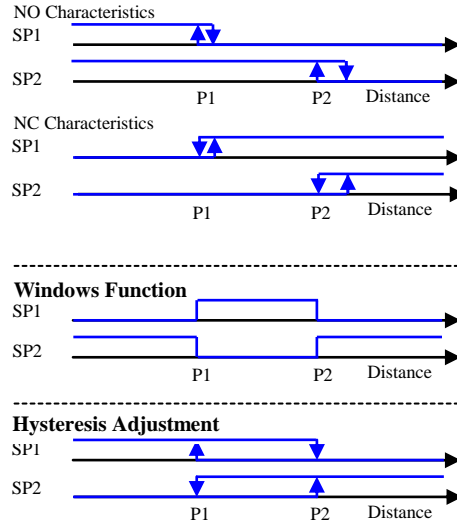 NO Characteristics
SP1
SP2
P1 P2 Distance
NC Characteristics
SP1
SP2
P1 P2 Distance
Windows Function
SP1
SP2
P1 P2 Distance
Hysteresis Adjustment
SP1
SP2
P1 P2 Distance